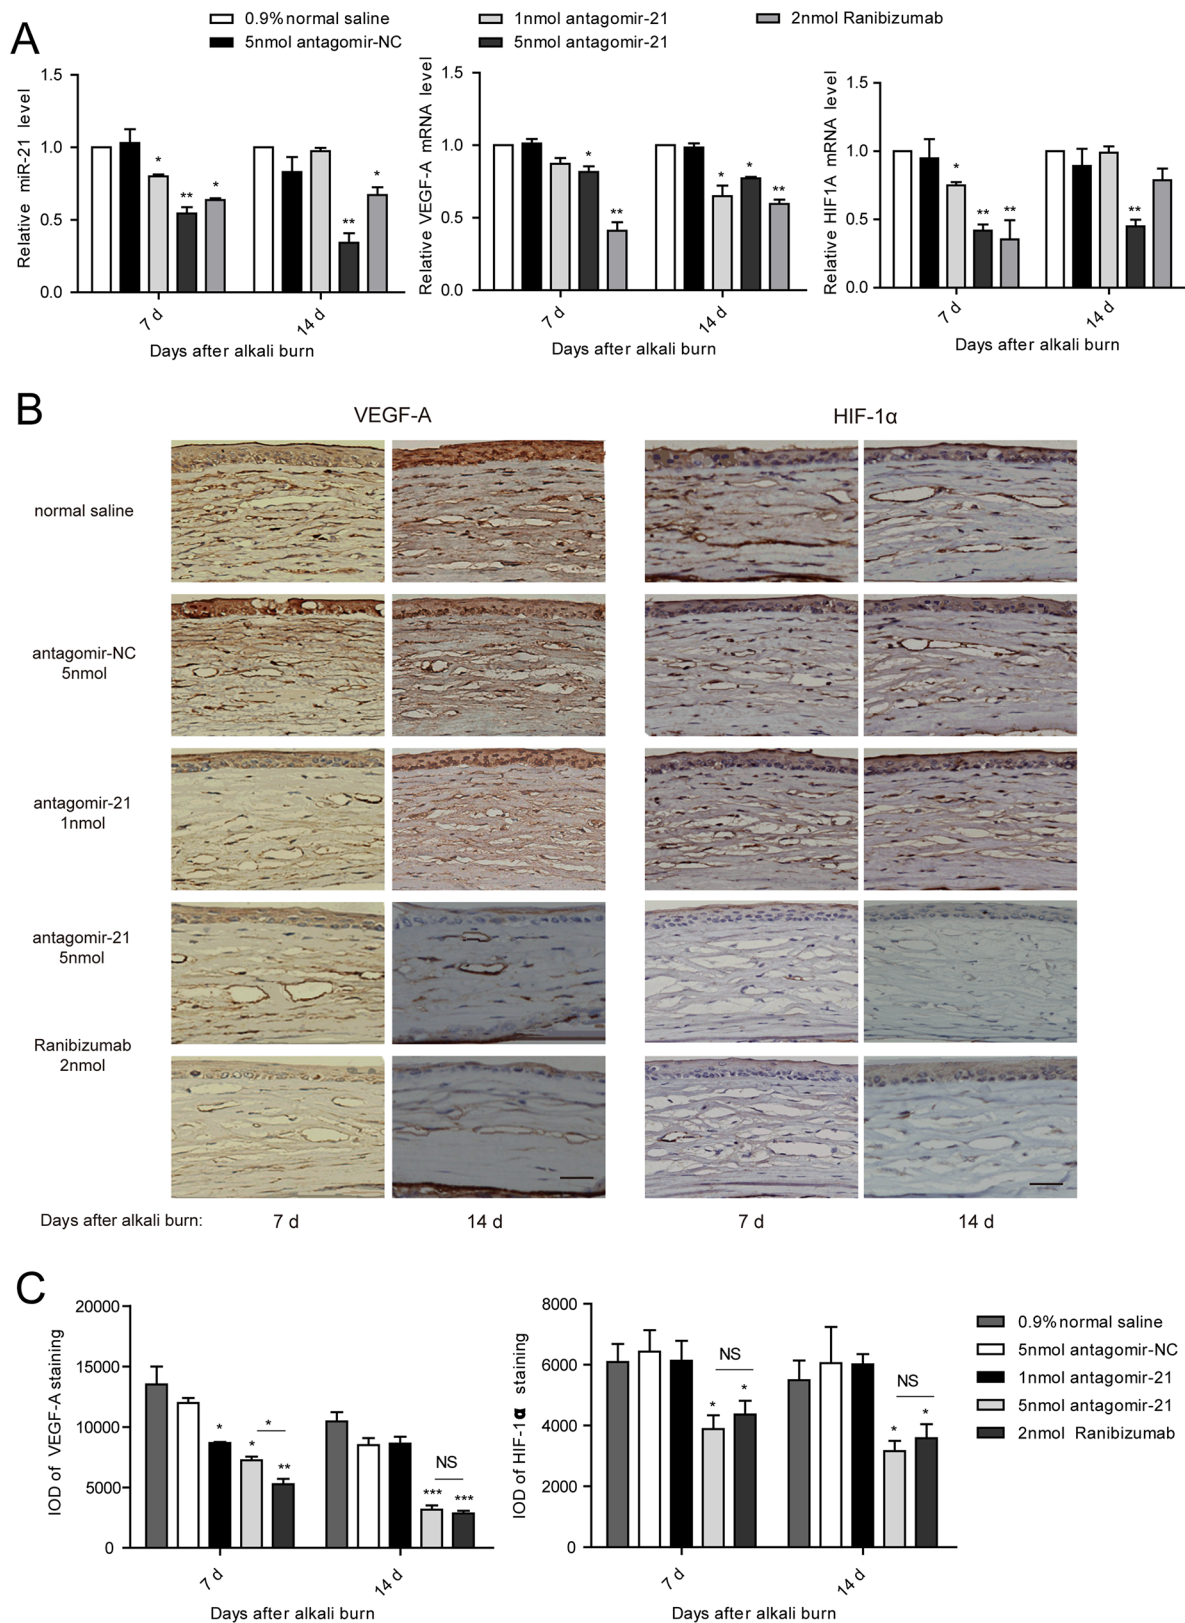 A
0.9% normal saline
5nmol antagomir-NC
1nmol antagomir-21
5nmol antagomir-21
2nmol Ranibizumab
Relative miR-21 level
1.5
1.0
0.5
0.0
*
**
*
**
*
7 d
14 d
Days after alkali burn
Relative VEGF-A mRNA level
1.5
1.0
0.5
0.0
*
**
*
*
**
7 d
14 d
Days after alkali burn
Relative HIF1A mRNA level
1.5
1.0
0.5
0.0
*
**
**
**
7 d
14 d
Days after alkali burn
B
VEGF-A
HIF-1α
normal saline
antagomir-NC
5nmol
antagomir-21
1nmol
antagomir-21
5nmol
Ranibizumab
2nmol
Days after alkali burn:
7 d
14 d
7 d
14 d
C
IOD of VEGF-A staining
20000
15000
10000
5000
0
*
*
*
**
NS
***
***
7 d
14 d
Days after alkali burn
IOD of HIF-1α staining
8000
6000
4000
2000
0
NS
*
*
NS
*
*
7 d
14 d
Days after alkali burn
0.9% normal saline
5nmol antagomir-NC
1nmol antagomir-21
5nmol antagomir-21
2nmol Ranibizumab